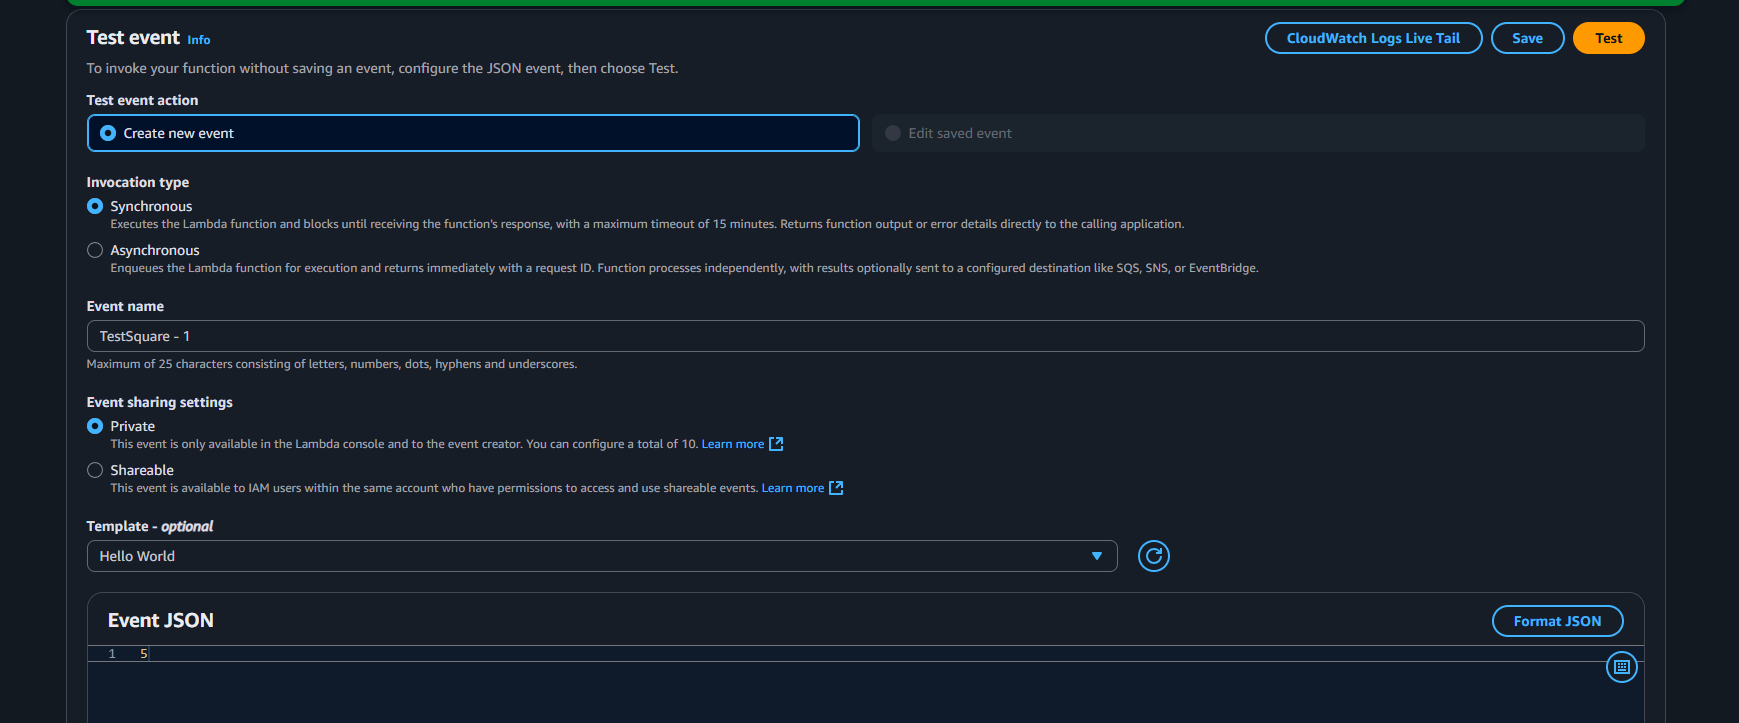 Test event Info
CloudWatch Logs Live Tail
Save
Test
To invoke your function without saving an event, configure the JSON event, then choose Test.
Test event action
Create new event
Edit saved event
Invocation type
Synchronous
Executes the Lambda function and blocks until receiving the function's response, with a maximum timeout of 15 minutes. Returns function output or error details directly to the calling application.
Asynchronous
Enqueues the Lambda function for execution and returns immediately with a request ID. Function processes independently, with results optionally sent to a configured destination like SQS, SNS, or EventBridge.
Event name
TestSquare - 1
Maximum of 25 characters consisting of letters, numbers, dots, hyphens and underscores.
Event sharing settings
Private
This event is only available in the Lambda console and to the event creator. You can configure a total of 10. Learn more
Shareable
This event is available to IAM users within the same account who have permissions to access and use shareable events. Learn more
Template - optional
Hello World
Event JSON
Format JSON
1 5